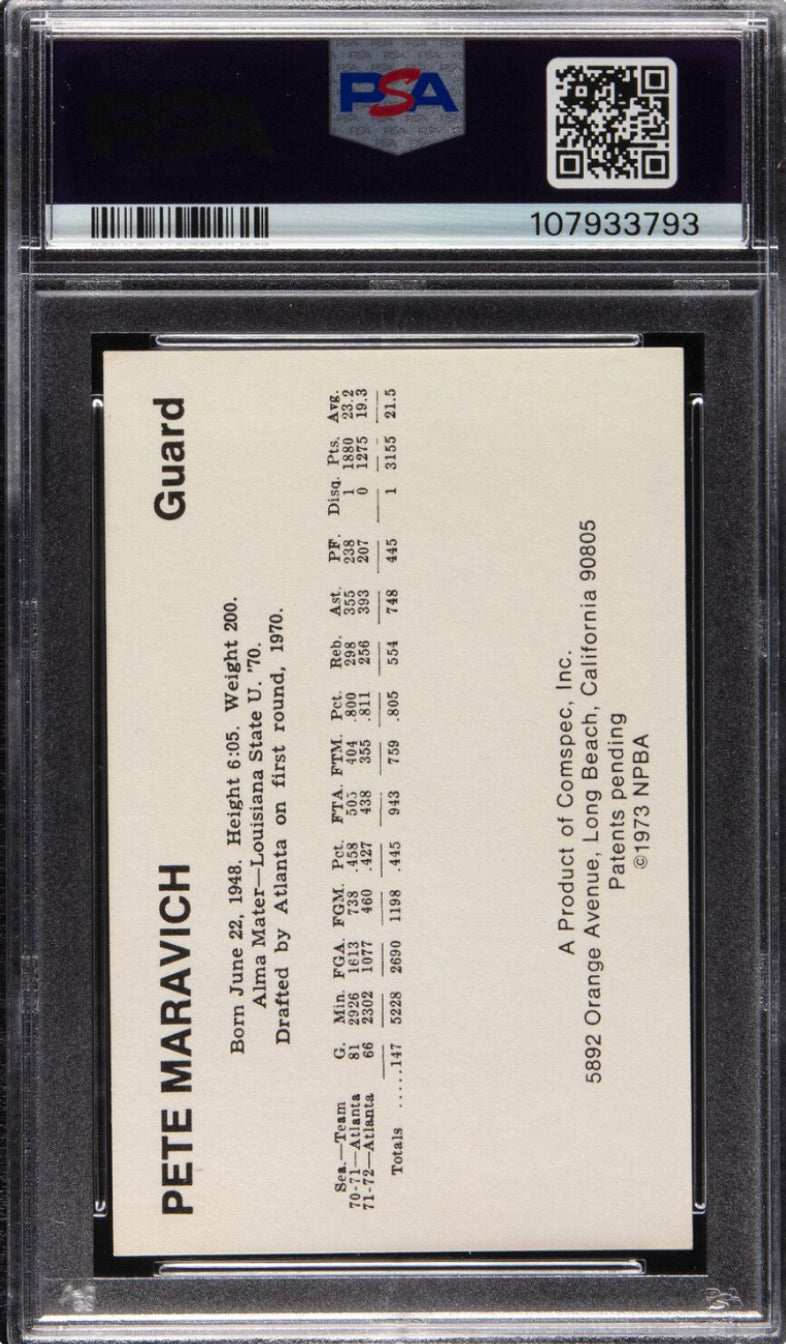 PSA
107933793
PETE MARAVICH Guard
Born June 22, 1948. Height 6:05. Weight 200.
Alma Mater—Louisiana State U. '70.
Drafted by Atlanta on first round, 1970.
Sea.—Team G. Min. FGA. FGM. Pct. FTA. FTM. Pct. Reb. Ast. PF. Disq. Pts. Avg.
70-71—Atlanta 81 2926 1613 738 .458 505 404 .800 298 355 238 1 1880 23.2
71-72—Atlanta 66 2302 1077 460 .427 438 355 .811 256 393 207 0 1275 19.3
Totals .....147 5228 2690 1198 .445 943 759 .805 554 748 445 1 3155 21.5
A Product of Comspec, Inc.
5892 Orange Avenue, Long Beach, California 90805
Patents pending
©1973 NPBA